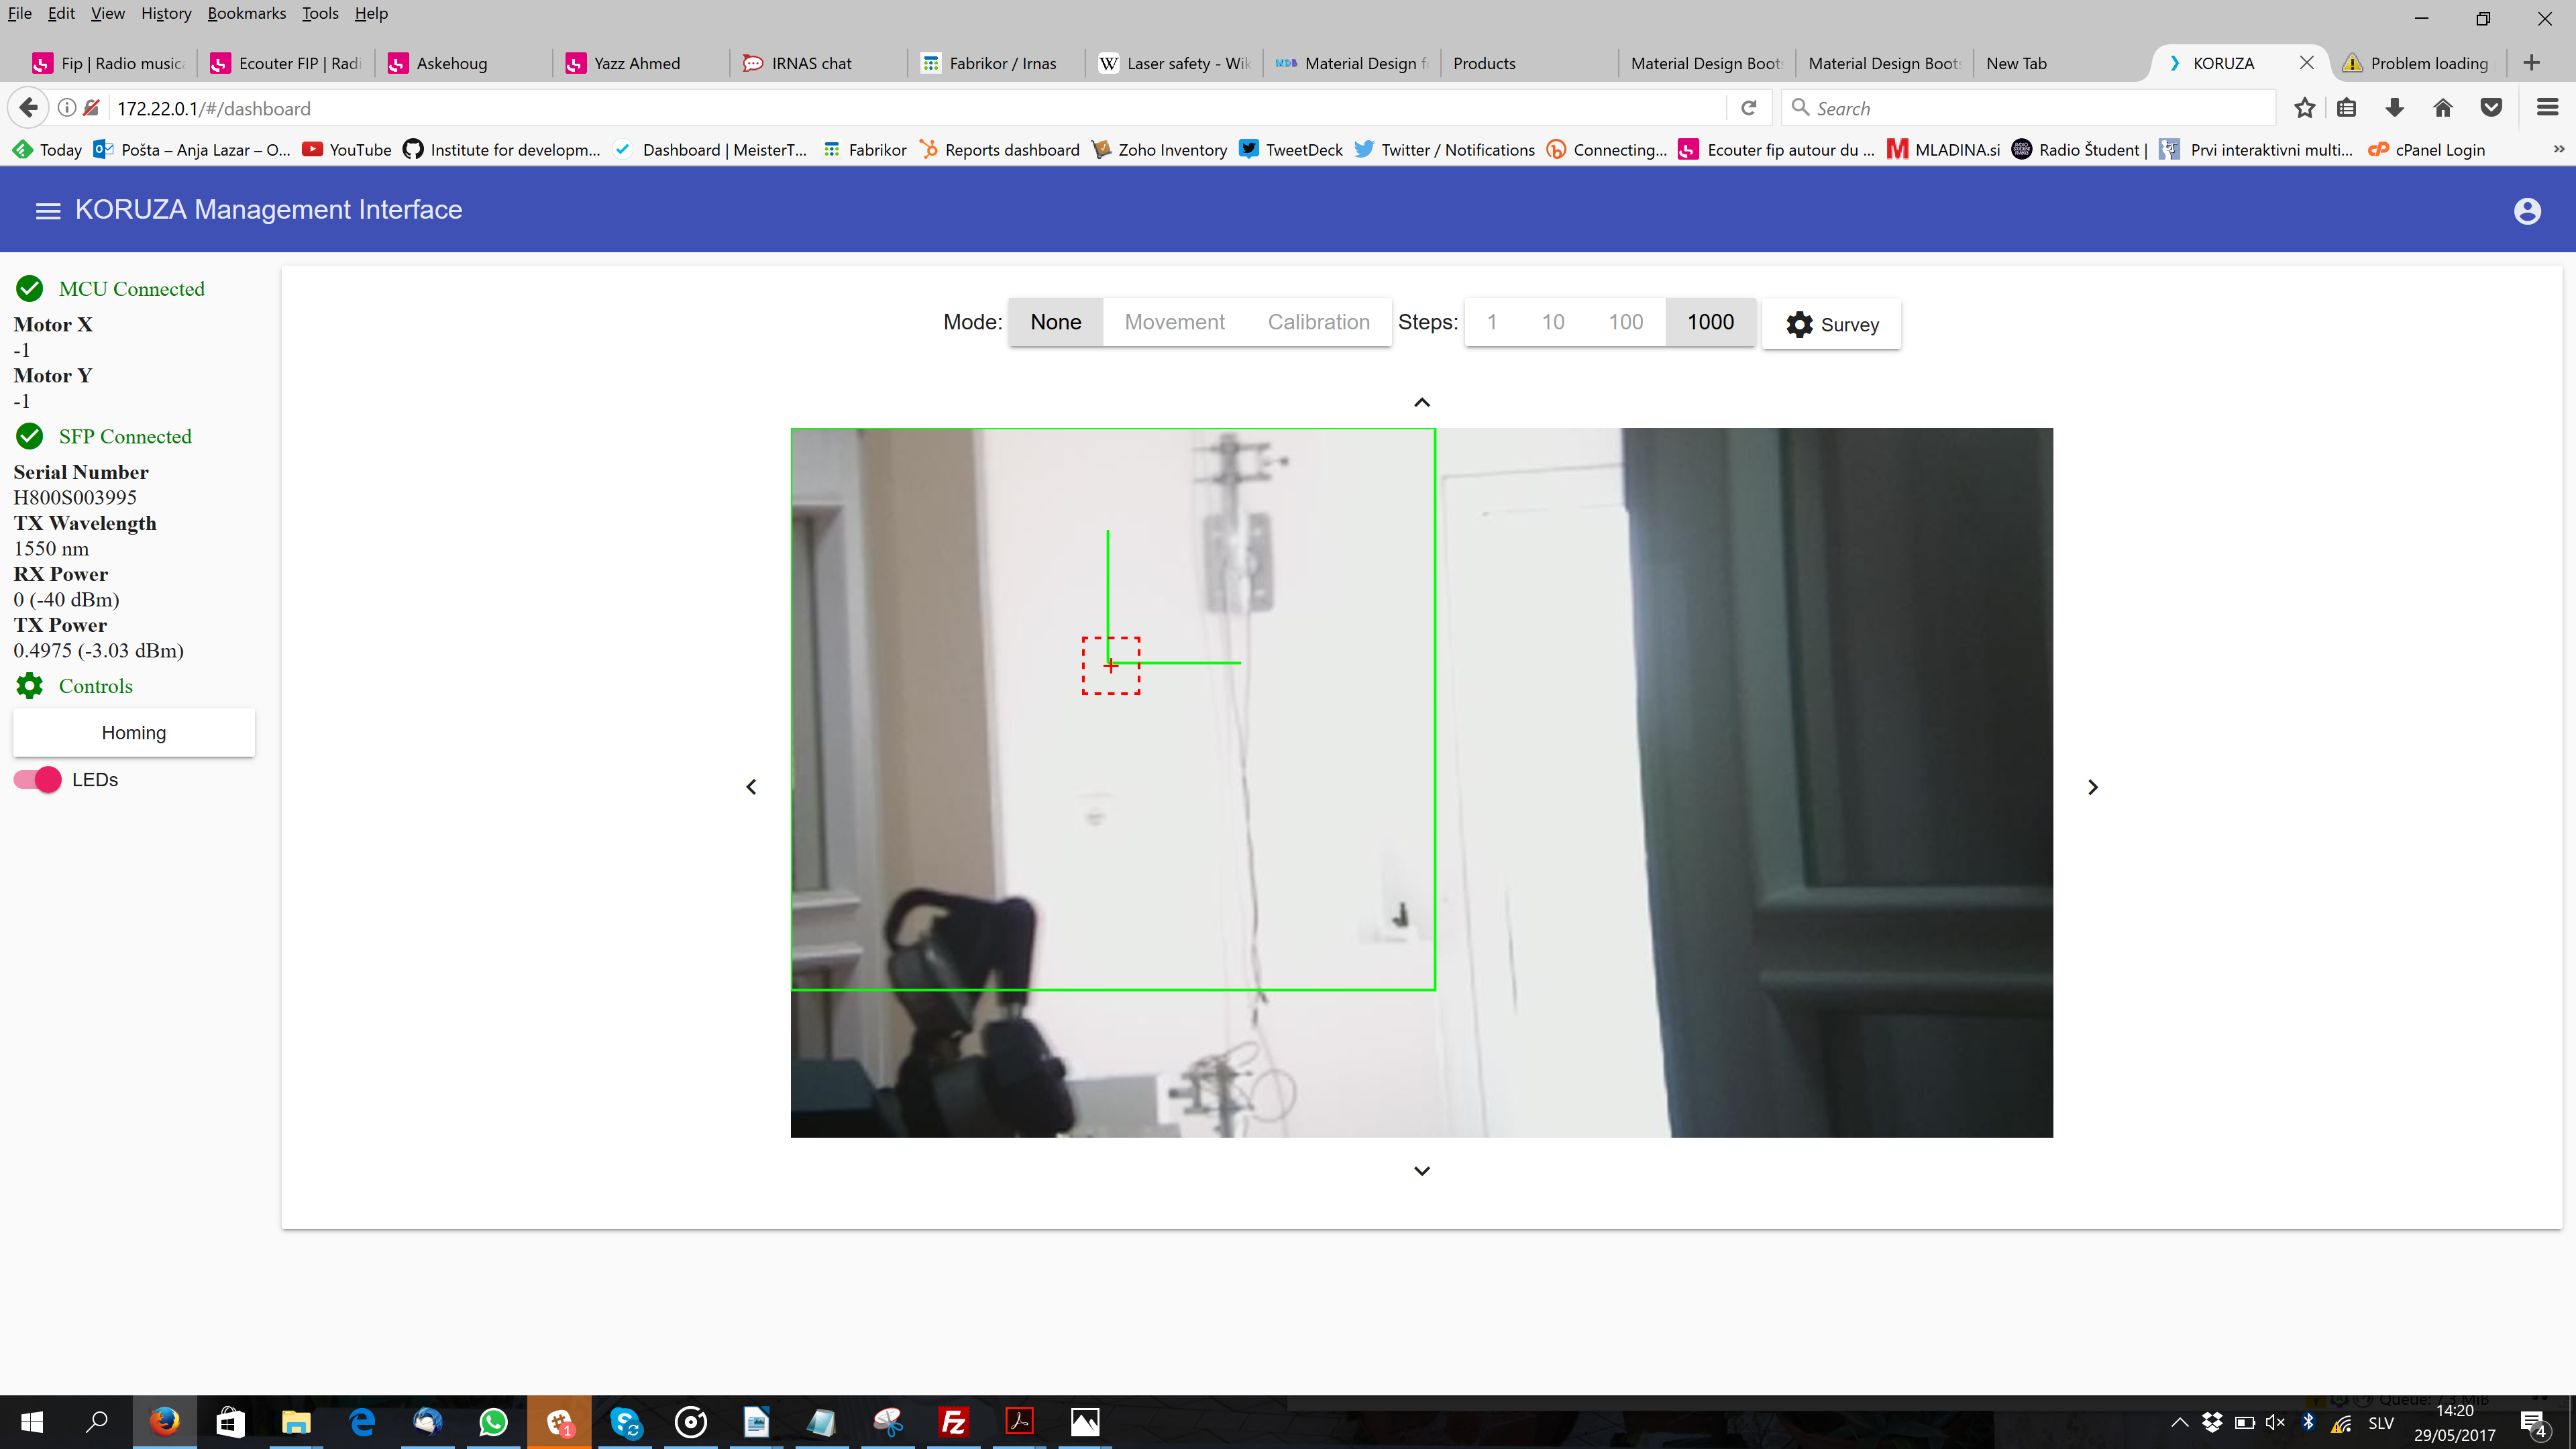 File Edit View History Bookmarks Tools Help
Fip | Radio music Ecouter FIP | Radi Askehoug Yazz Ahmed IRNAS chat Fabrikor / Irnas Laser safety - Wik Material Design f Products Material Design Boots Material Design Boots New Tab KORUZA Problem loading
172.22.0.1/#/dashboard Search
Today Pošta – Anja Lazar – O... YouTube Institute for developm... Dashboard | MeisterT... Fabrikor Reports dashboard Zoho Inventory TweetDeck Twitter / Notifications Connecting... Ecouter fip autour du ... MLADINA.si Radio Študent | Prvi interaktivni multi... cPanel Login
KORUZA Management Interface
MCU Connected
Motor X
-1
Motor Y
-1
SFP Connected
Serial Number
H800S003995
TX Wavelength
1550 nm
RX Power
0 (-40 dBm)
TX Power
0.4975 (-3.03 dBm)
Controls
Homing
LEDs
Mode: None Movement Calibration Steps: 1 10 100 1000 Survey
SLV
14:20
29/05/2017
1
4